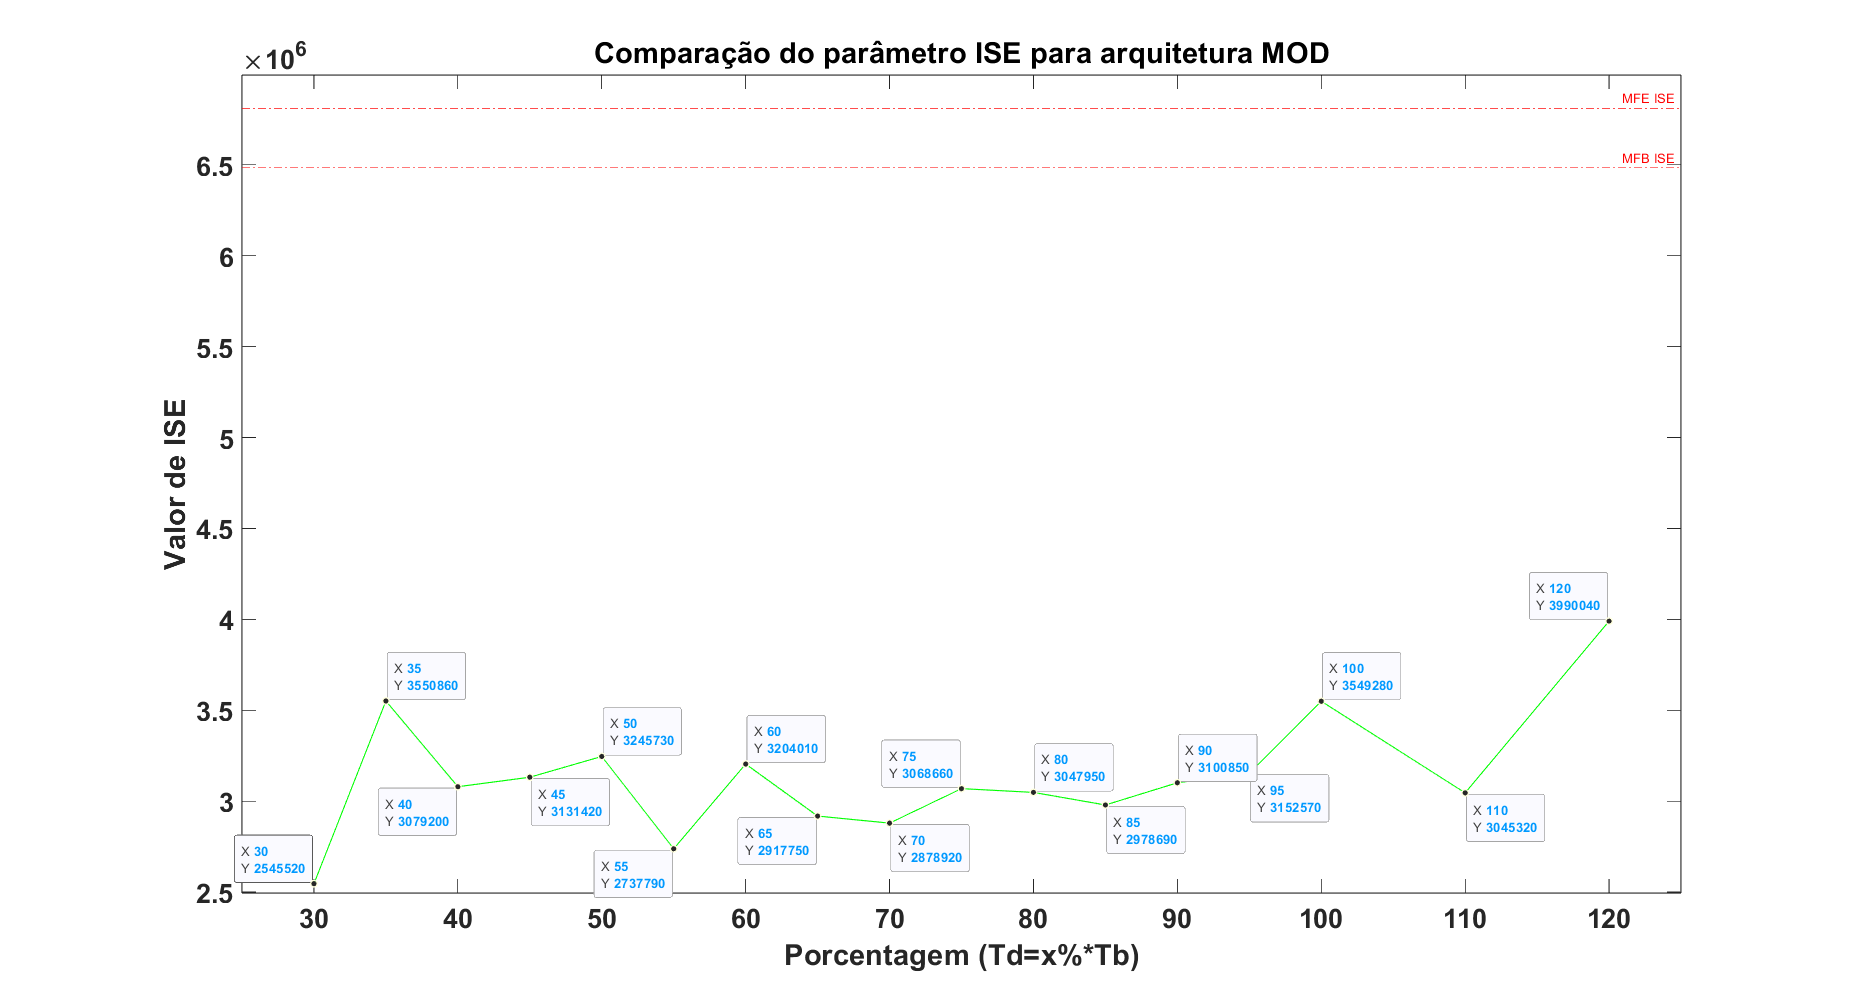 Comparação do parâmetro ISE para arquitetura MOD
×10^6
MFE ISE
MFB ISE
6.5
6
5.5
5
4.5
4
3.5
3
2.5
Valor de ISE
X 30
Y 2545520
X 35
Y 3550860
X 40
Y 3079200
X 45
Y 3131420
X 50
Y 3245730
X 55
Y 2737790
X 60
Y 3204010
X 65
Y 2917750
X 70
Y 2878920
X 75
Y 3068660
X 80
Y 3047950
X 85
Y 2978690
X 90
Y 3100850
X 95
Y 3152570
X 100
Y 3549280
X 110
Y 3045320
X 120
Y 3990040
30 40 50 60 70 80 90 100 110 120
Porcentagem (Td=x%*Tb)